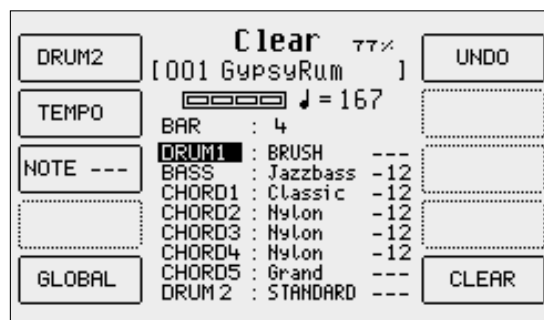 Clear 77%
[001 GypsyRum ]
♩=167
BAR : 4
DRUM1 : BRUSH ---
BASS : Jazzbass -12
CHORD1 : Classic -12
CHORD2 : Nylon -12
CHORD3 : Nylon -12
CHORD4 : Nylon -12
CHORD5 : Grand ---
DRUM 2 : STANDARD ---
DRUM2
TEMPO
NOTE ---
GLOBAL
UNDO
CLEAR